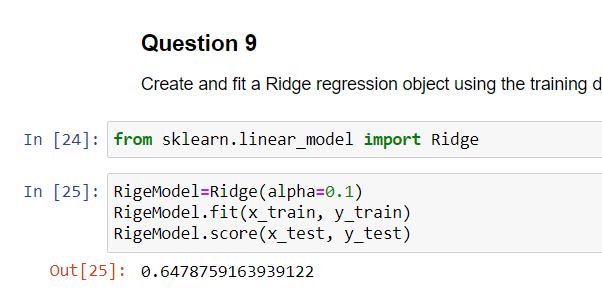 Question 9
Create and fit a Ridge regression object using the training d
In [24]: from sklearn.linear_model import Ridge
In [25]: RigeModel=Ridge(alpha=0.1)
RigeModel.fit(x_train, y_train)
RigeModel.score(x_test, y_test)
Out[25]: 0.6478759163939122